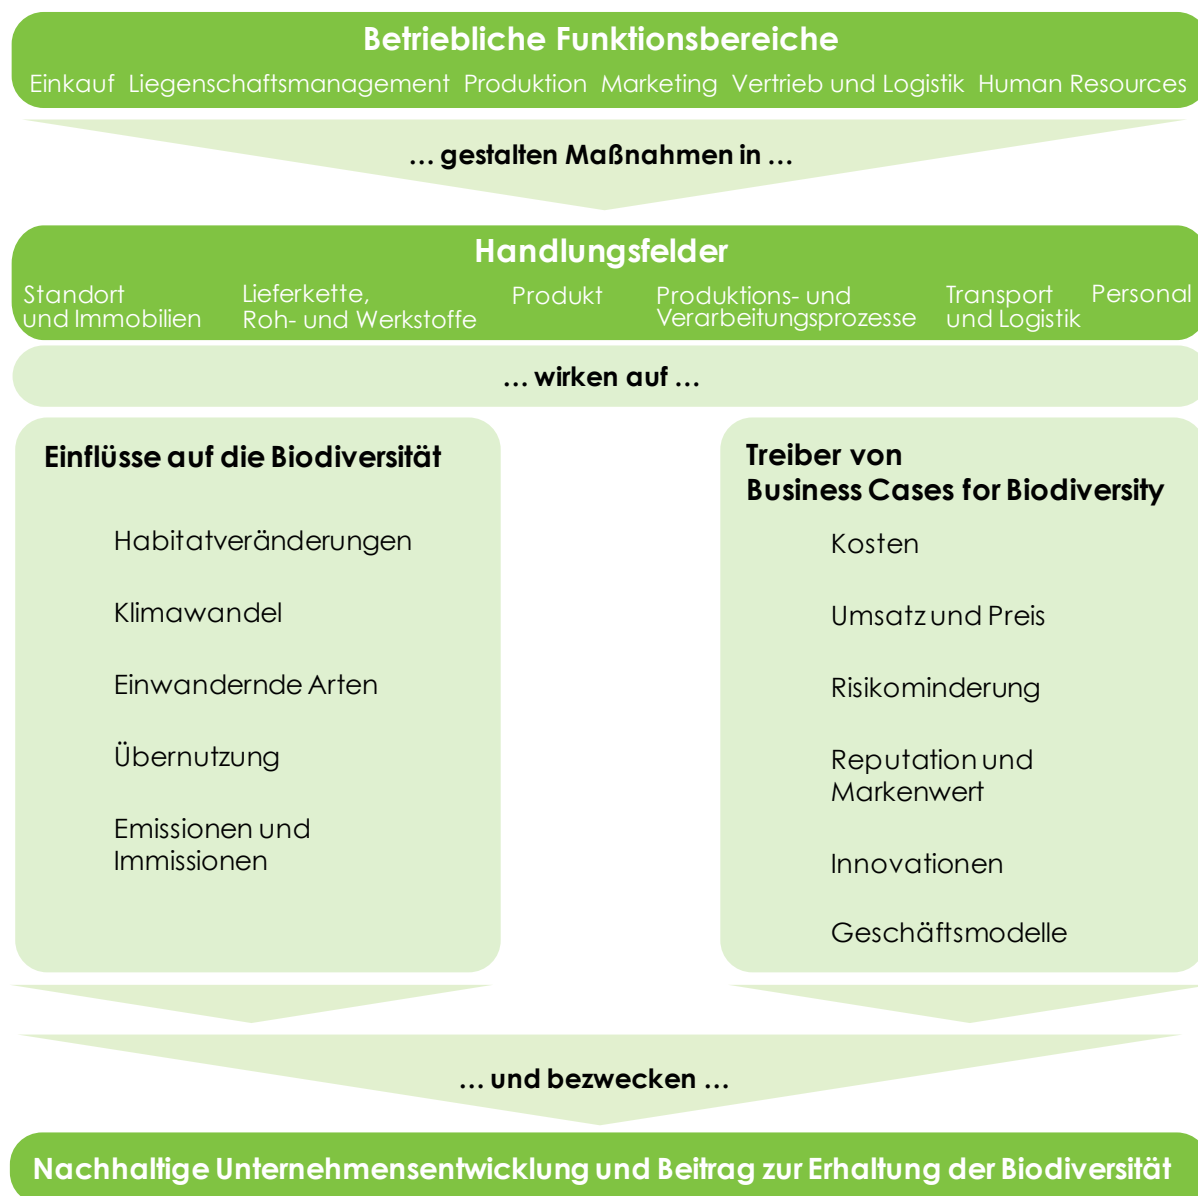 Betriebliche Funktionsbereiche
Einkauf Liegenschaftsmanagement Produktion Marketing Vertrieb und Logistik Human Resources
... gestalten Maßnahmen in ...
Handlungsfelder
Standort
und Immobilien
Lieferkette,
Roh- und Werkstoffe
Produkt
Produktions- und
Verarbeitungsprozesse
Transport
und Logistik
Personal
... wirken auf ...
Einflüsse auf die Biodiversität
Habitatveränderungen
Klimawandel
Einwandernde Arten
Übernutzung
Emissionen und
Immissionen
Treiber von
Business Cases for Biodiversity
Kosten
Umsatz und Preis
Risikominderung
Reputation und
Markenwert
Innovationen
Geschäftsmodelle
... und bezwecken ...
Nachhaltige Unternehmensentwicklung und Beitrag zur Erhaltung der Biodiversität